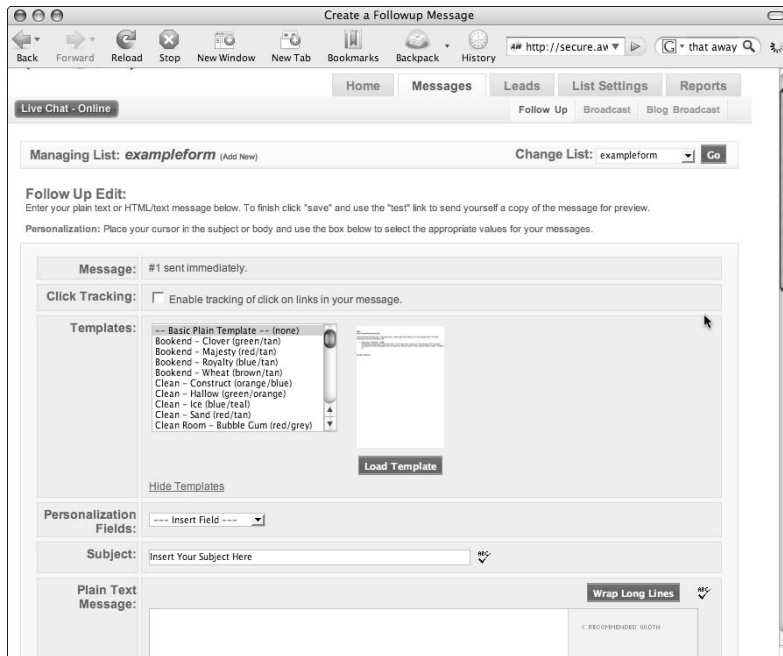 Create a Followup Message
Back Forward Reload Stop New Window New Tab Bookmarks Backpack History http://secure.aw G that away
Home Messages Leads List Settings Reports
Live Chat - Online Follow Up Broadcast Blog Broadcast
Managing List: exampleform (Add New) Change List: exampleform Go
Follow Up Edit:
Enter your plain text or HTML/text message below. To finish click "save" and use the "test" link to send yourself a copy of the message for preview.
Personalization: Place your cursor in the subject or body and use the box below to select the appropriate values for your messages.
Message: #1 sent immediately.
Click Tracking: Enable tracking of click on links in your message.
Templates: -- Basic Plain Template -- (none)
Bookend - Clover (green/tan)
Bookend - Majesty (red/tan)
Bookend - Royalty (blue/tan)
Bookend - Wheat (brown/tan)
Clean - Construct (orange/blue)
Clean - Hallow (green/orange)
Clean - Ice (blue/teal)
Clean - Sand (red/tan)
Clean Room - Bubble Gum (red/grey)
Load Template
Hide Templates
Personalization
Fields: --- Insert Field ---
Subject: Insert Your Subject Here ABC
Plain Text
Message: Wrap Long Lines ABC
< RECOMMENDED WIDTH